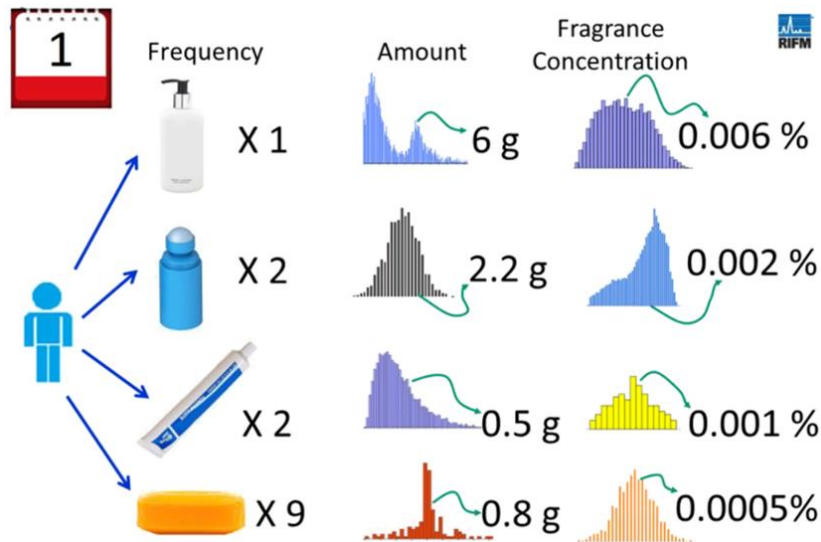 1
Frequency
Amount
Fragrance
Concentration
RIFM
X 1
6 g
0.006 %
X 2
2.2 g
0.002 %
X 2
0.5 g
0.001 %
X 9
0.8 g
0.0005%